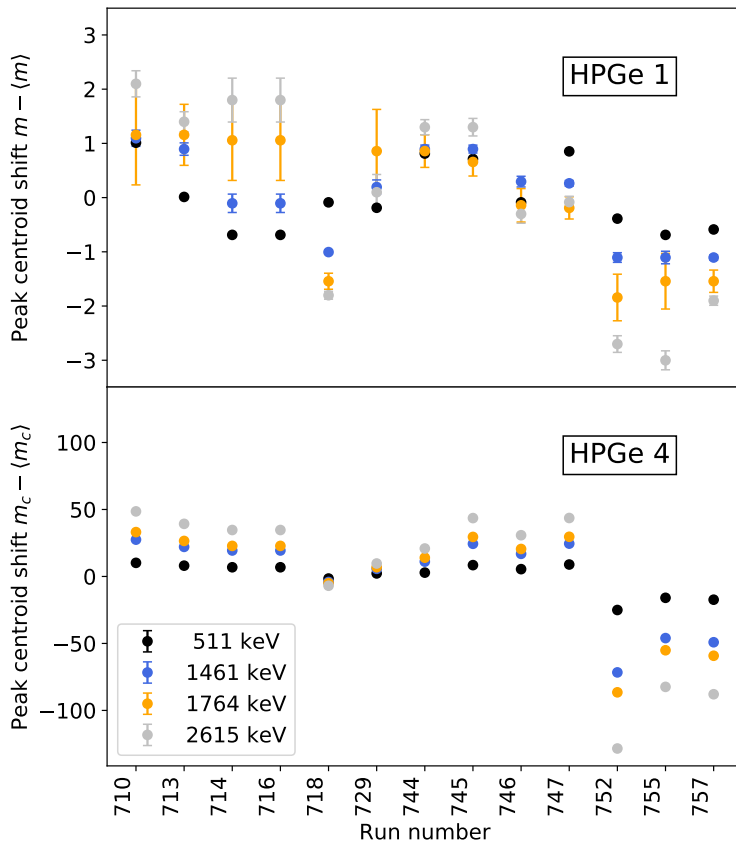 3
2
1
0
−1
−2
−3
Peak centroid shift m − ⟨m⟩
HPGe 1
100
50
0
−50
−100
Peak centroid shift m_c − ⟨m_c⟩
HPGe 4
511 keV
1461 keV
1764 keV
2615 keV
710
713
714
716
718
729
744
745
746
747
752
755
757
Run number